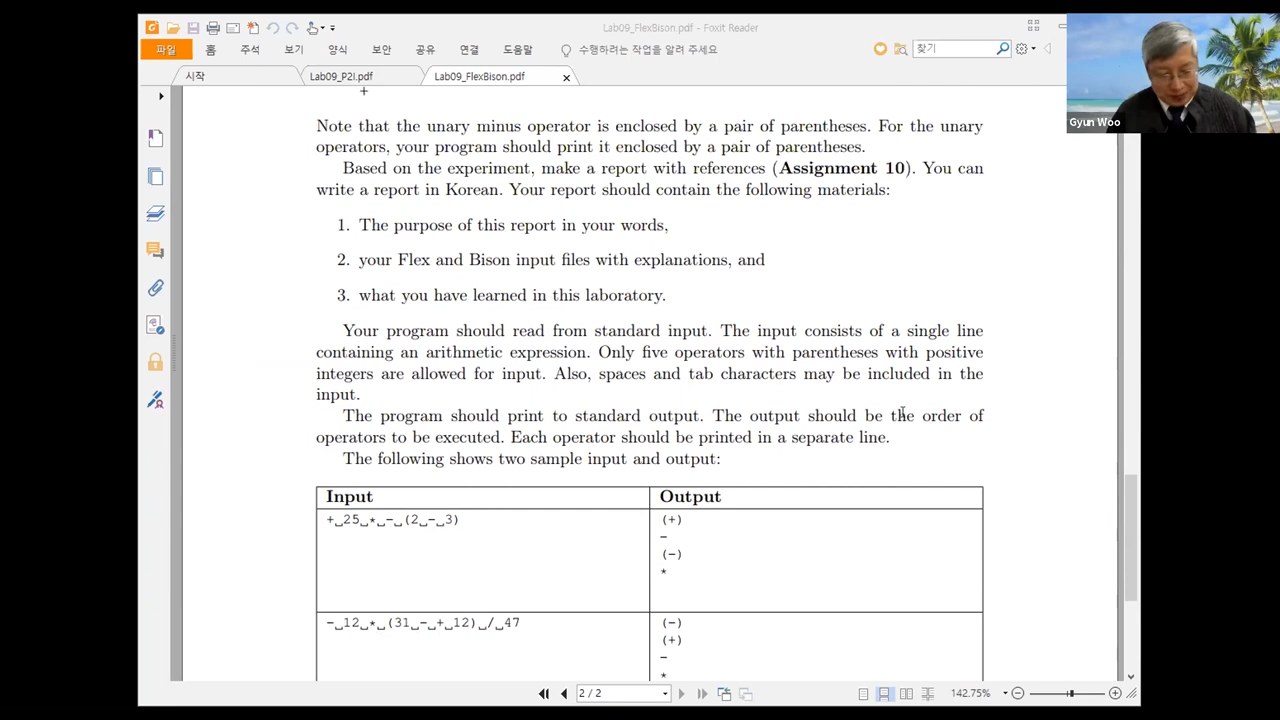 Lab09_FlexBison.pdf - Foxit Reader
파일 홈 주석 보기 양식 보안 공유 연결 도움말 수행하려는 작업을 알려 주세요 찾기
시작 Lab09_P2I.pdf Lab09_FlexBison.pdf
Gyun Woo
+
Note that the unary minus operator is enclosed by a pair of parentheses. For the unary
operators, your program should print it enclosed by a pair of parentheses.
Based on the experiment, make a report with references (Assignment 10). You can
write a report in Korean. Your report should contain the following materials:
1. The purpose of this report in your words,
2. your Flex and Bison input files with explanations, and
3. what you have learned in this laboratory.
Your program should read from standard input. The input consists of a single line
containing an arithmetic expression. Only five operators with parentheses with positive
integers are allowed for input. Also, spaces and tab characters may be included in the
input.
The program should print to standard output. The output should be the order of
operators to be executed. Each operator should be printed in a separate line.
The following shows two sample input and output:
Input Output
+␣25␣*␣-␣(2␣-␣3) (+)
-
(-)
*
-␣12␣*␣(31␣-␣+␣12)␣/␣47 (-)
(+)
-
*
2 / 2 142.75%